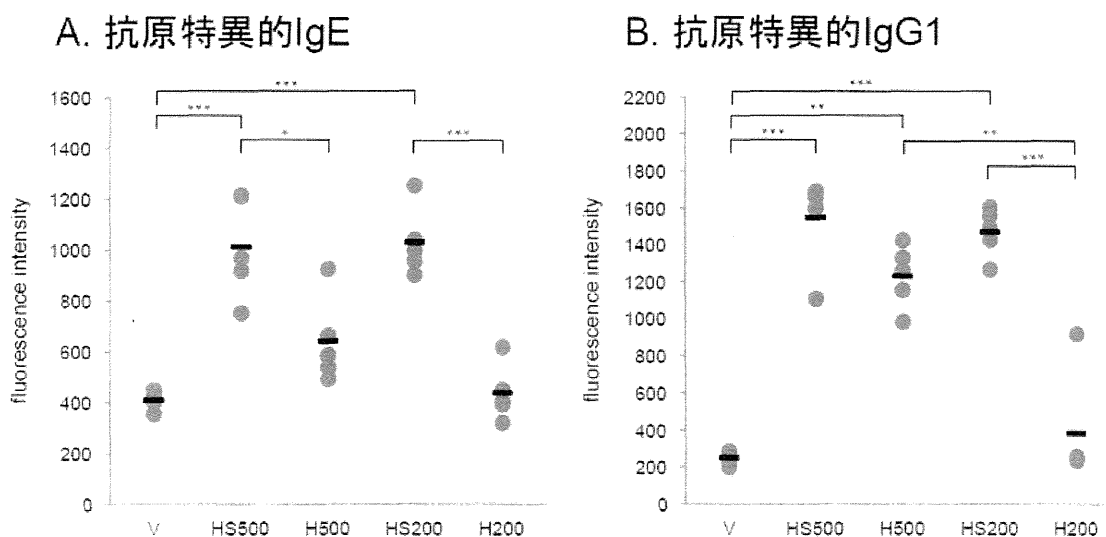 A. 抗原特異的IgE
B. 抗原特異的IgG1
***
***
*
***
***
**
***
**
***
fluorescence intensity
1600
1400
1200
1000
800
600
400
200
0
V
HS500
H500
HS200
H200
fluorescence intensity
2200
2000
1800
1600
1400
1200
1000
800
600
400
200
0
V
HS500
H500
HS200
H200